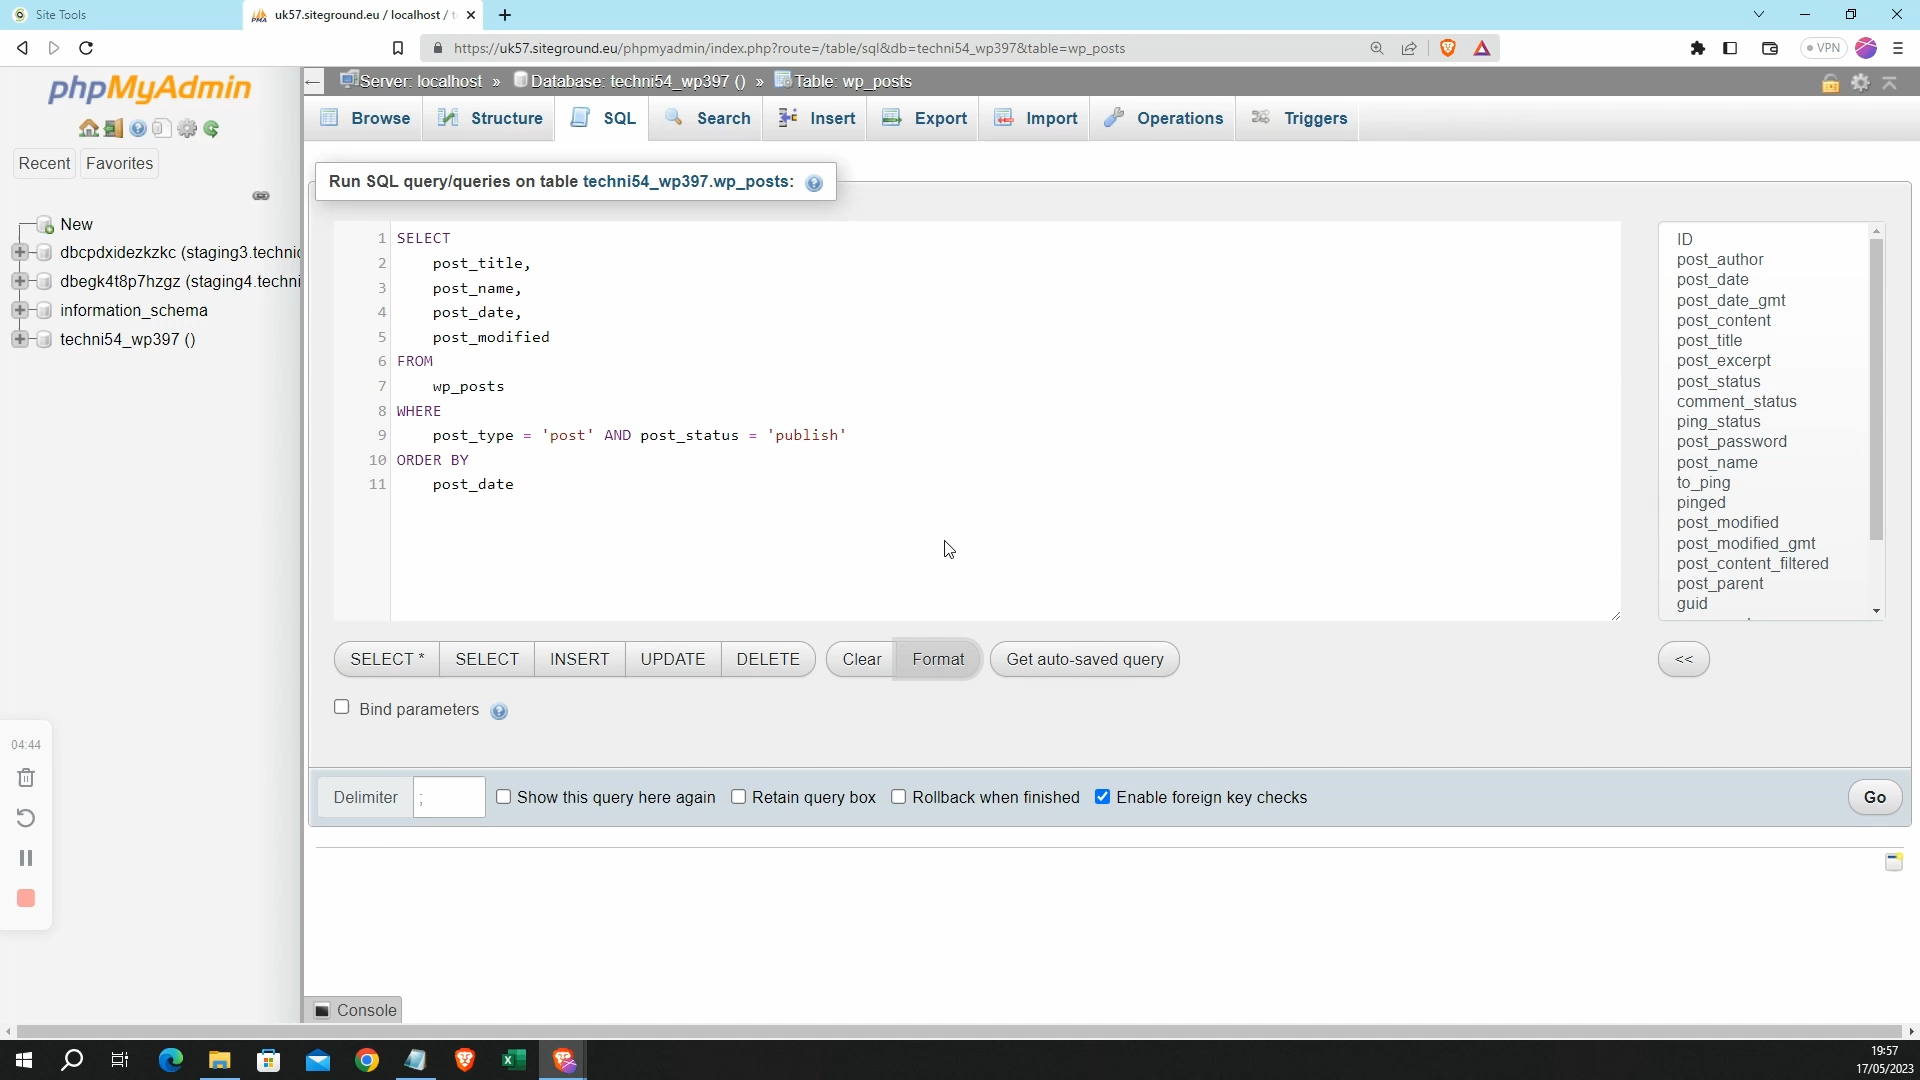 Site Tools
uk57.siteground.eu / localhost / t
https://uk57.siteground.eu/phpmyadmin/index.php?route=/table/sql&db=techni54_wp397&table=wp_posts
VPN
phpMyAdmin
Server: localhost » Database: techni54_wp397 () » Table: wp_posts
Browse Structure SQL Search Insert Export Import Operations Triggers
Recent Favorites
New
dbcpdxidezkzkc (staging3.technic
dbegk4t8p7hzgz (staging4.techni
information_schema
techni54_wp397 ()
Run SQL query/queries on table techni54_wp397.wp_posts:
1 SELECT
2 post_title,
3 post_name,
4 post_date,
5 post_modified
6 FROM
7 wp_posts
8 WHERE
9 post_type = 'post' AND post_status = 'publish'
10 ORDER BY
11 post_date
ID
post_author
post_date
post_date_gmt
post_content
post_title
post_excerpt
post_status
comment_status
ping_status
post_password
post_name
to_ping
pinged
post_modified
post_modified_gmt
post_content_filtered
post_parent
guid
SELECT * SELECT INSERT UPDATE DELETE Clear Format Get auto-saved query <<
Bind parameters
04:44
Delimiter ; Show this query here again Retain query box Rollback when finished Enable foreign key checks Go
Console
19:57
17/05/2023